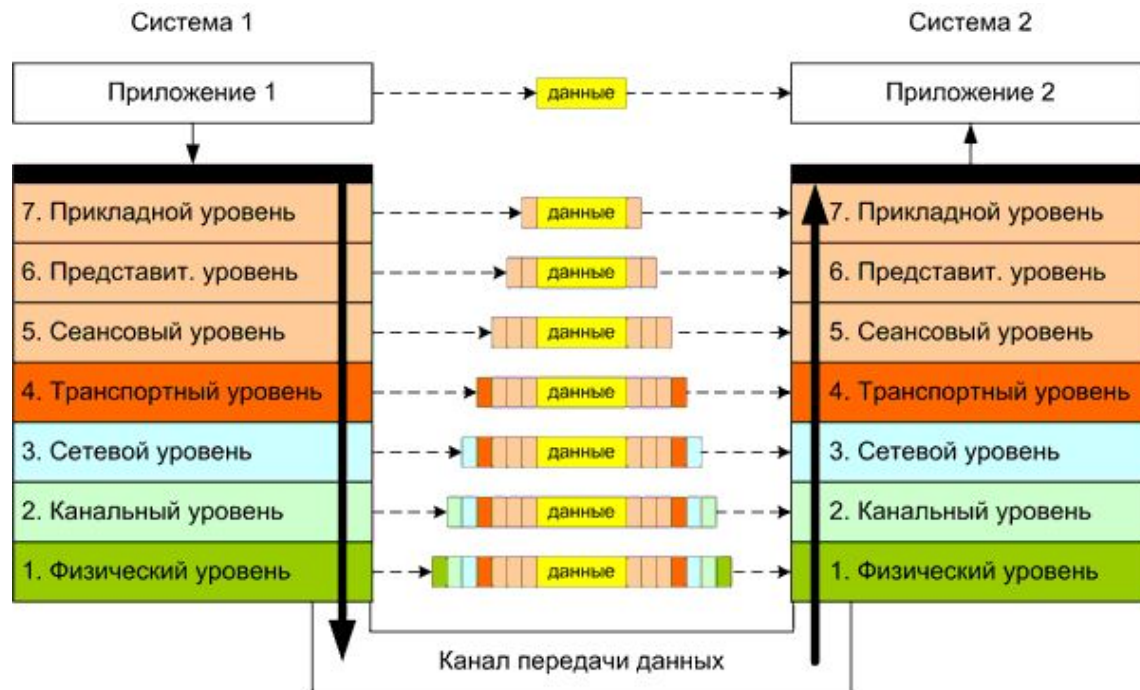 Система 1
Система 2
Приложение 1
данные
Приложение 2
7. Прикладной уровень
данные
7. Прикладной уровень
6. Представит. уровень
данные
6. Представит. уровень
5. Сеансовый уровень
данные
5. Сеансовый уровень
4. Транспортный уровень
данные
4. Транспортный уровень
3. Сетевой уровень
данные
3. Сетевой уровень
2. Канальный уровень
данные
2. Канальный уровень
1. Физический уровень
данные
1. Физический уровень
Канал передачи данных